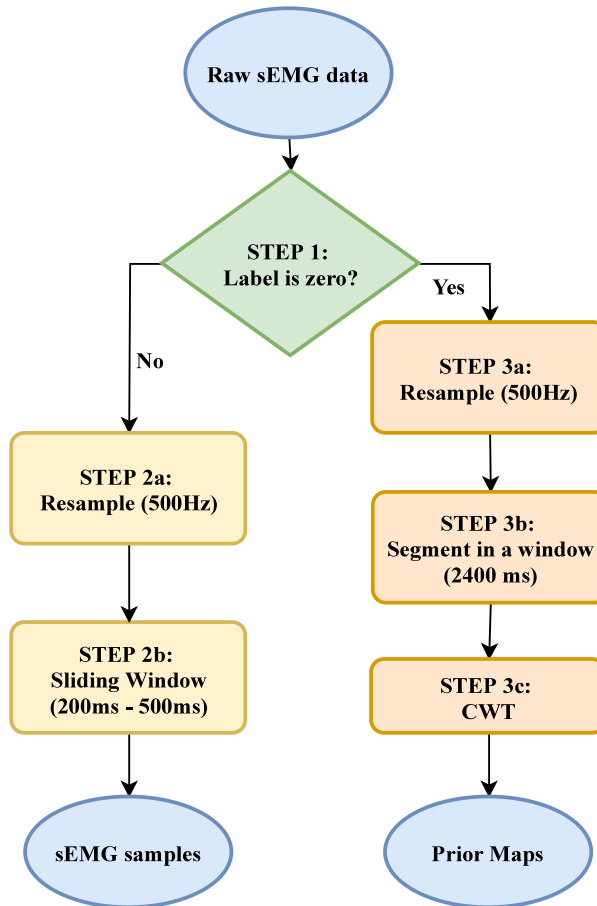 Raw sEMG data
STEP 1:
Label is zero?
Yes
No
STEP 3a:
Resample (500Hz)
STEP 2a:
Resample (500Hz)
STEP 3b:
Segment in a window
(2400 ms)
STEP 2b:
Sliding Window
(200ms - 500ms)
STEP 3c:
CWT
sEMG samples
Prior Maps